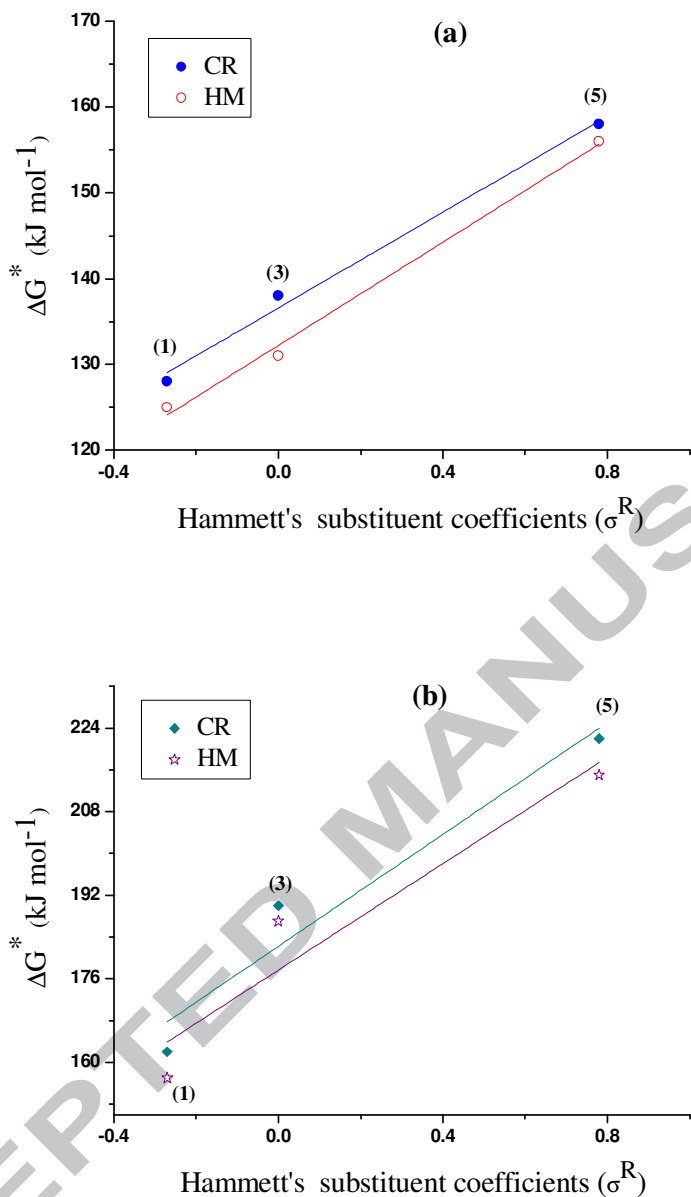 170
(a)
CR
HM
160
(5)
150
140
(3)
(1)
130
120
ΔG* (kJ mol-1)
-0.4 0.0 0.4 0.8
Hammett's substituent coefficients (σR)
(b)
CR
HM
224
(5)
208
192
(3)
176
160
(1)
ΔG* (kJ mol-1)
-0.4 0.0 0.4 0.8
Hammett's substituent coefficients (σR)
EPTED MANUS